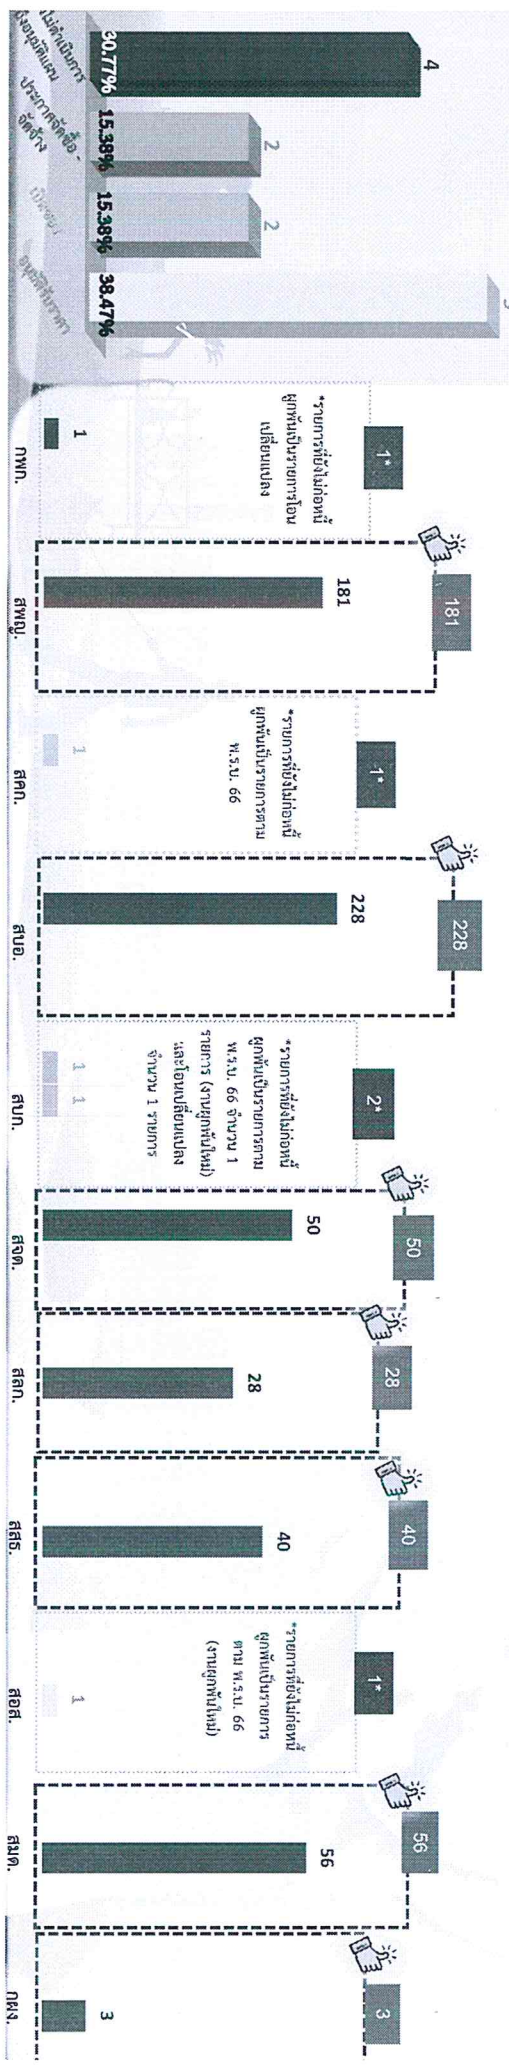 4
2
2
30.77%
15.38%
15.38%
38.47%
ประกาศจัดซื้อ -
จัดจ้าง
1*
*รายการที่ยังไม่ก่อหนี้
ผูกพันเป็นรายการโอน
เปลี่ยนแปลง
1
กพก.
181
181
สพญ.
1*
*รายการที่ยังไม่ก่อหนี้
ผูกพันเป็นรายการตาม
พ.ร.บ. 66
1
สคก.
228
228
สบอ.
2*
*รายการที่ยังไม่ก่อหนี้
ผูกพันเป็นรายการตาม
พ.ร.บ. 66 จำนวน 1
รายการ (งานผูกพันใหม่)
และโอนเปลี่ยนแปลง
จำนวน 1 รายการ
1 1
สบก.
50
50
สจด.
28
28
สลก.
40
40
สสธ.
1*
*รายการที่ยังไม่ก่อหนี้
ผูกพันเป็นรายการ
ตาม พ.ร.บ. 66
(งานผูกพันใหม่)
1
สอส.
56
56
สมด.
3
3
กผง.